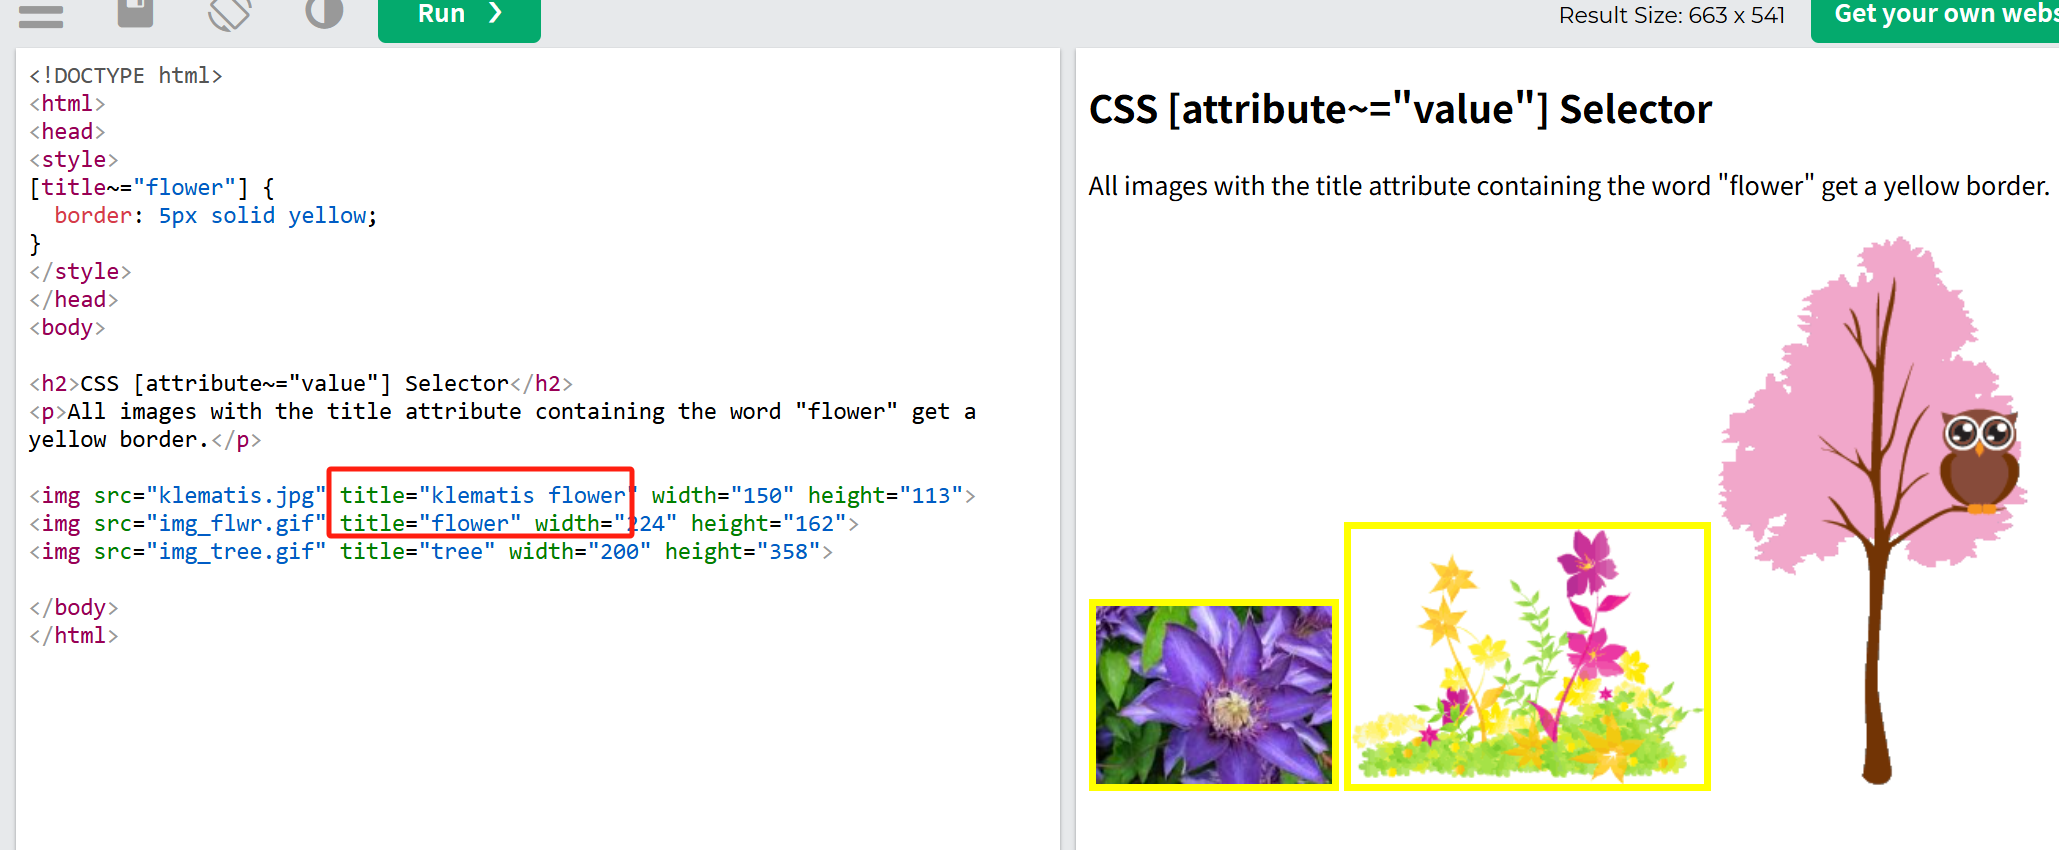 Run ❯
Result Size: 663 x 541
Get your own webs
<!DOCTYPE html>
<html>
<head>
<style>
[title~="flower"] {
  border: 5px solid yellow;
}
</style>
</head>
<body>
<h2>CSS [attribute~="value"] Selector</h2>
<p>All images with the title attribute containing the word "flower" get a
yellow border.</p>
<img src="klematis.jpg" title="klematis flower" width="150" height="113">
<img src="img_flwr.gif" title="flower" width="224" height="162">
<img src="img_tree.gif" title="tree" width="200" height="358">
</body>
</html>
CSS [attribute~="value"] Selector
All images with the title attribute containing the word "flower" get a yellow border.